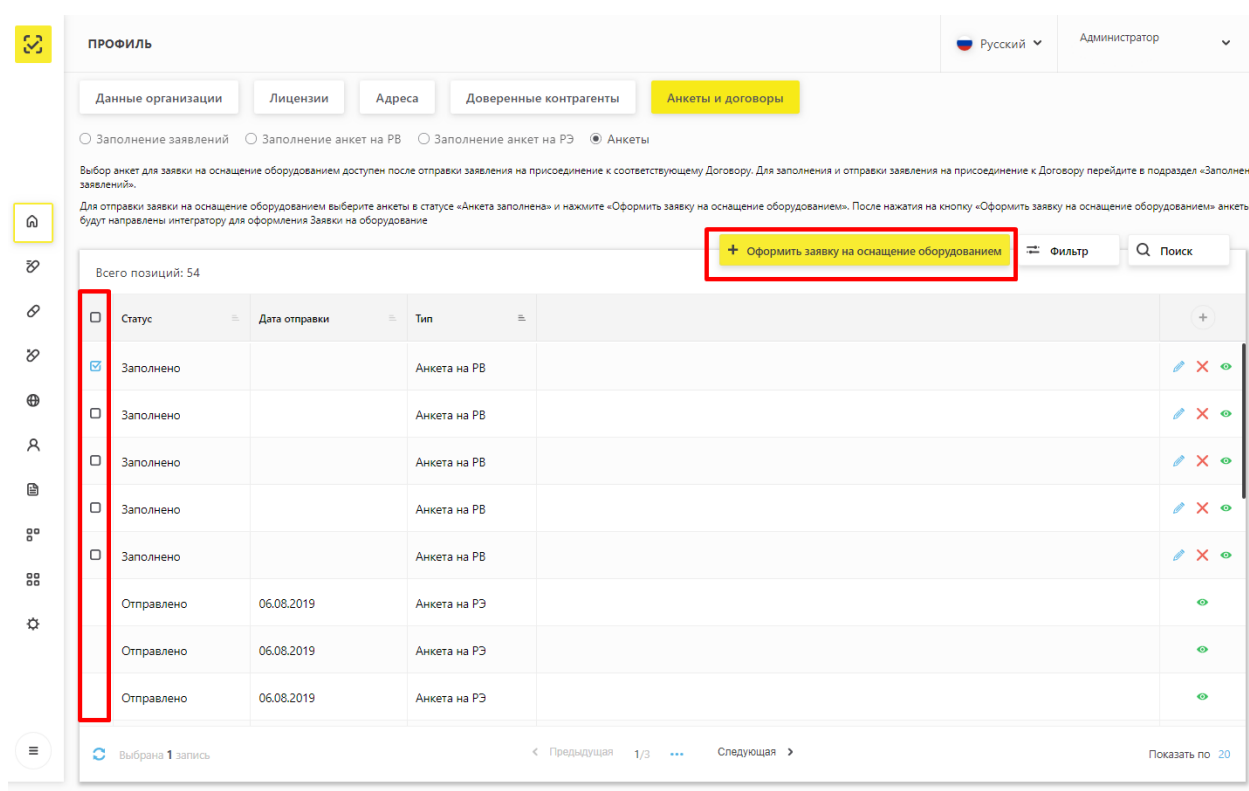 ПРОФИЛЬ
Русский
Администратор
Данные организации
Лицензии
Адреса
Доверенные контрагенты
Анкеты и договоры
Заполнение заявлений
Заполнение анкет на РВ
Заполнение анкет на РЭ
Анкеты
Выбор анкет для заявки на оснащение оборудованием доступен после отправки заявления на присоединение к соответствующему Договору. Для заполнения и отправки заявления на присоединение к Договору перейдите в подраздел «Заполнен
заявлений».
Для отправки заявки на оснащение оборудованием выберите анкеты в статусе «Анкета заполнена» и нажмите «Оформить заявку на оснащение оборудованием». После нажатия на кнопку «Оформить заявку на оснащение оборудованием» анкеть
будут направлены интегратору для оформления Заявки на оборудование
+ Оформить заявку на оснащение оборудованием
Фильтр
Поиск
Всего позиций: 54
Статус Дата отправки Тип
Заполнено Анкета на РВ
Заполнено Анкета на РВ
Заполнено Анкета на РВ
Заполнено Анкета на РВ
Заполнено Анкета на РВ
Отправлено 06.08.2019 Анкета на РЭ
Отправлено 06.08.2019 Анкета на РЭ
Отправлено 06.08.2019 Анкета на РЭ
Выбрана 1 запись
< Предыдущая 1/3 ••• Следующая >
Показать по 20